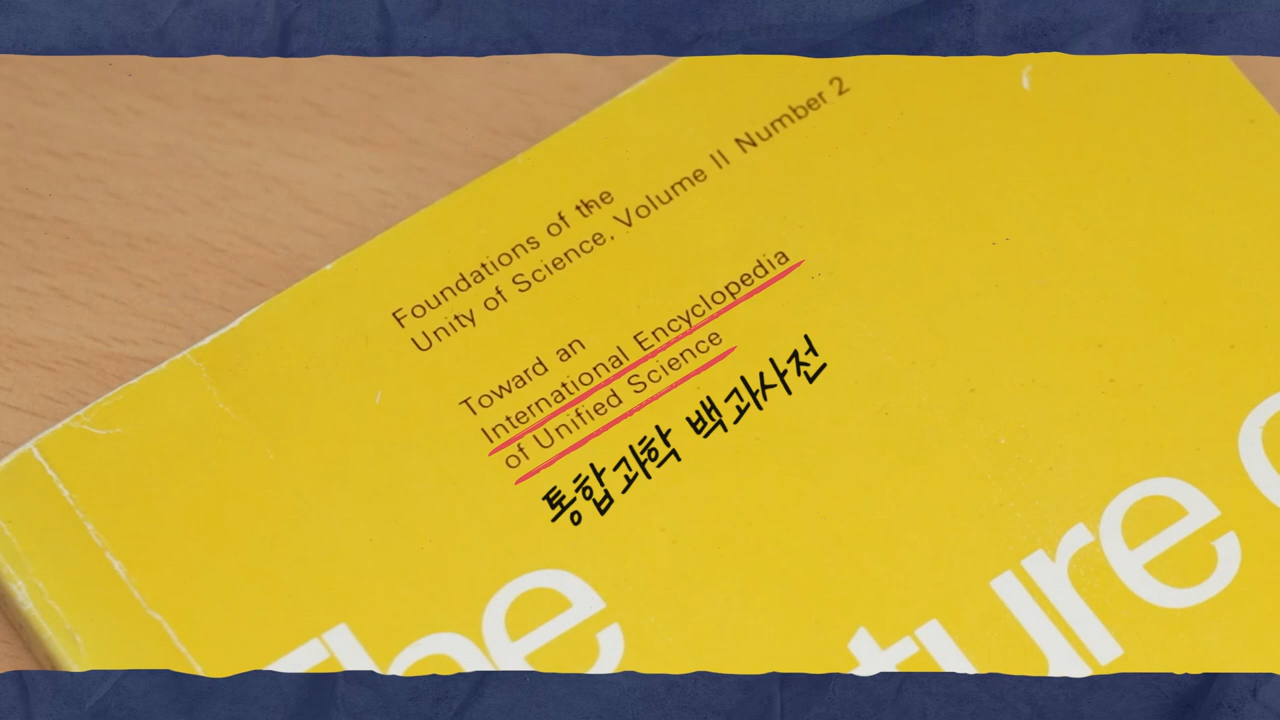 Foundations of the
Unity of Science, Volume II Number 2
Toward an
International Encyclopedia
of Unified Science
통합과학 백과사전
The